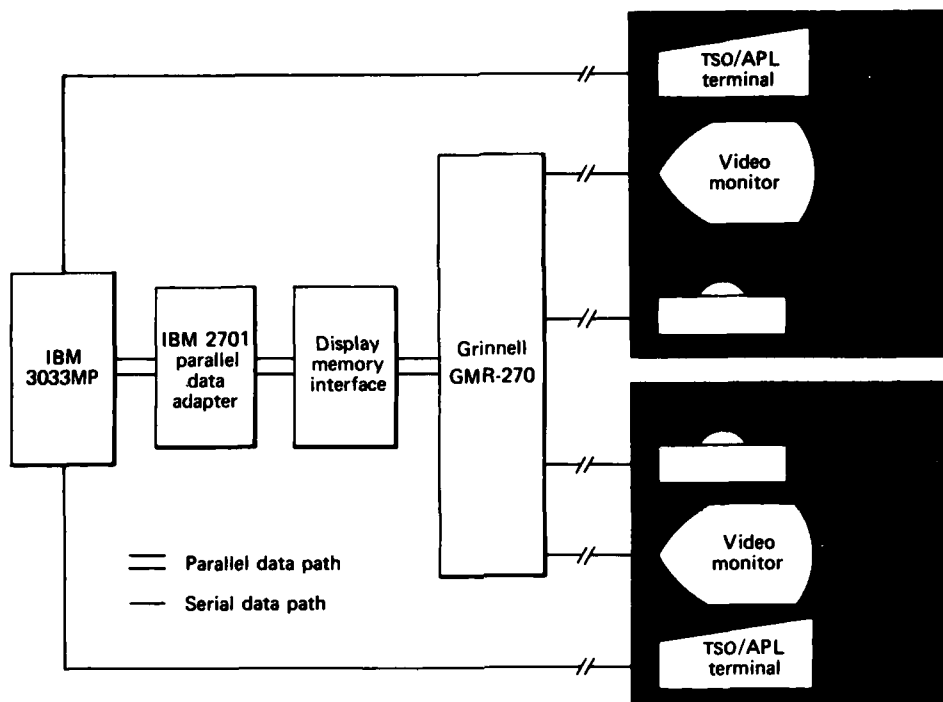 TSO/APL
terminal
Video
monitor
IBM
3033MP
IBM 2701
parallel
data
adapter
Display
memory
interface
Grinnell
GMR-270
Video
monitor
TSO/APL
terminal
Parallel data path
Serial data path